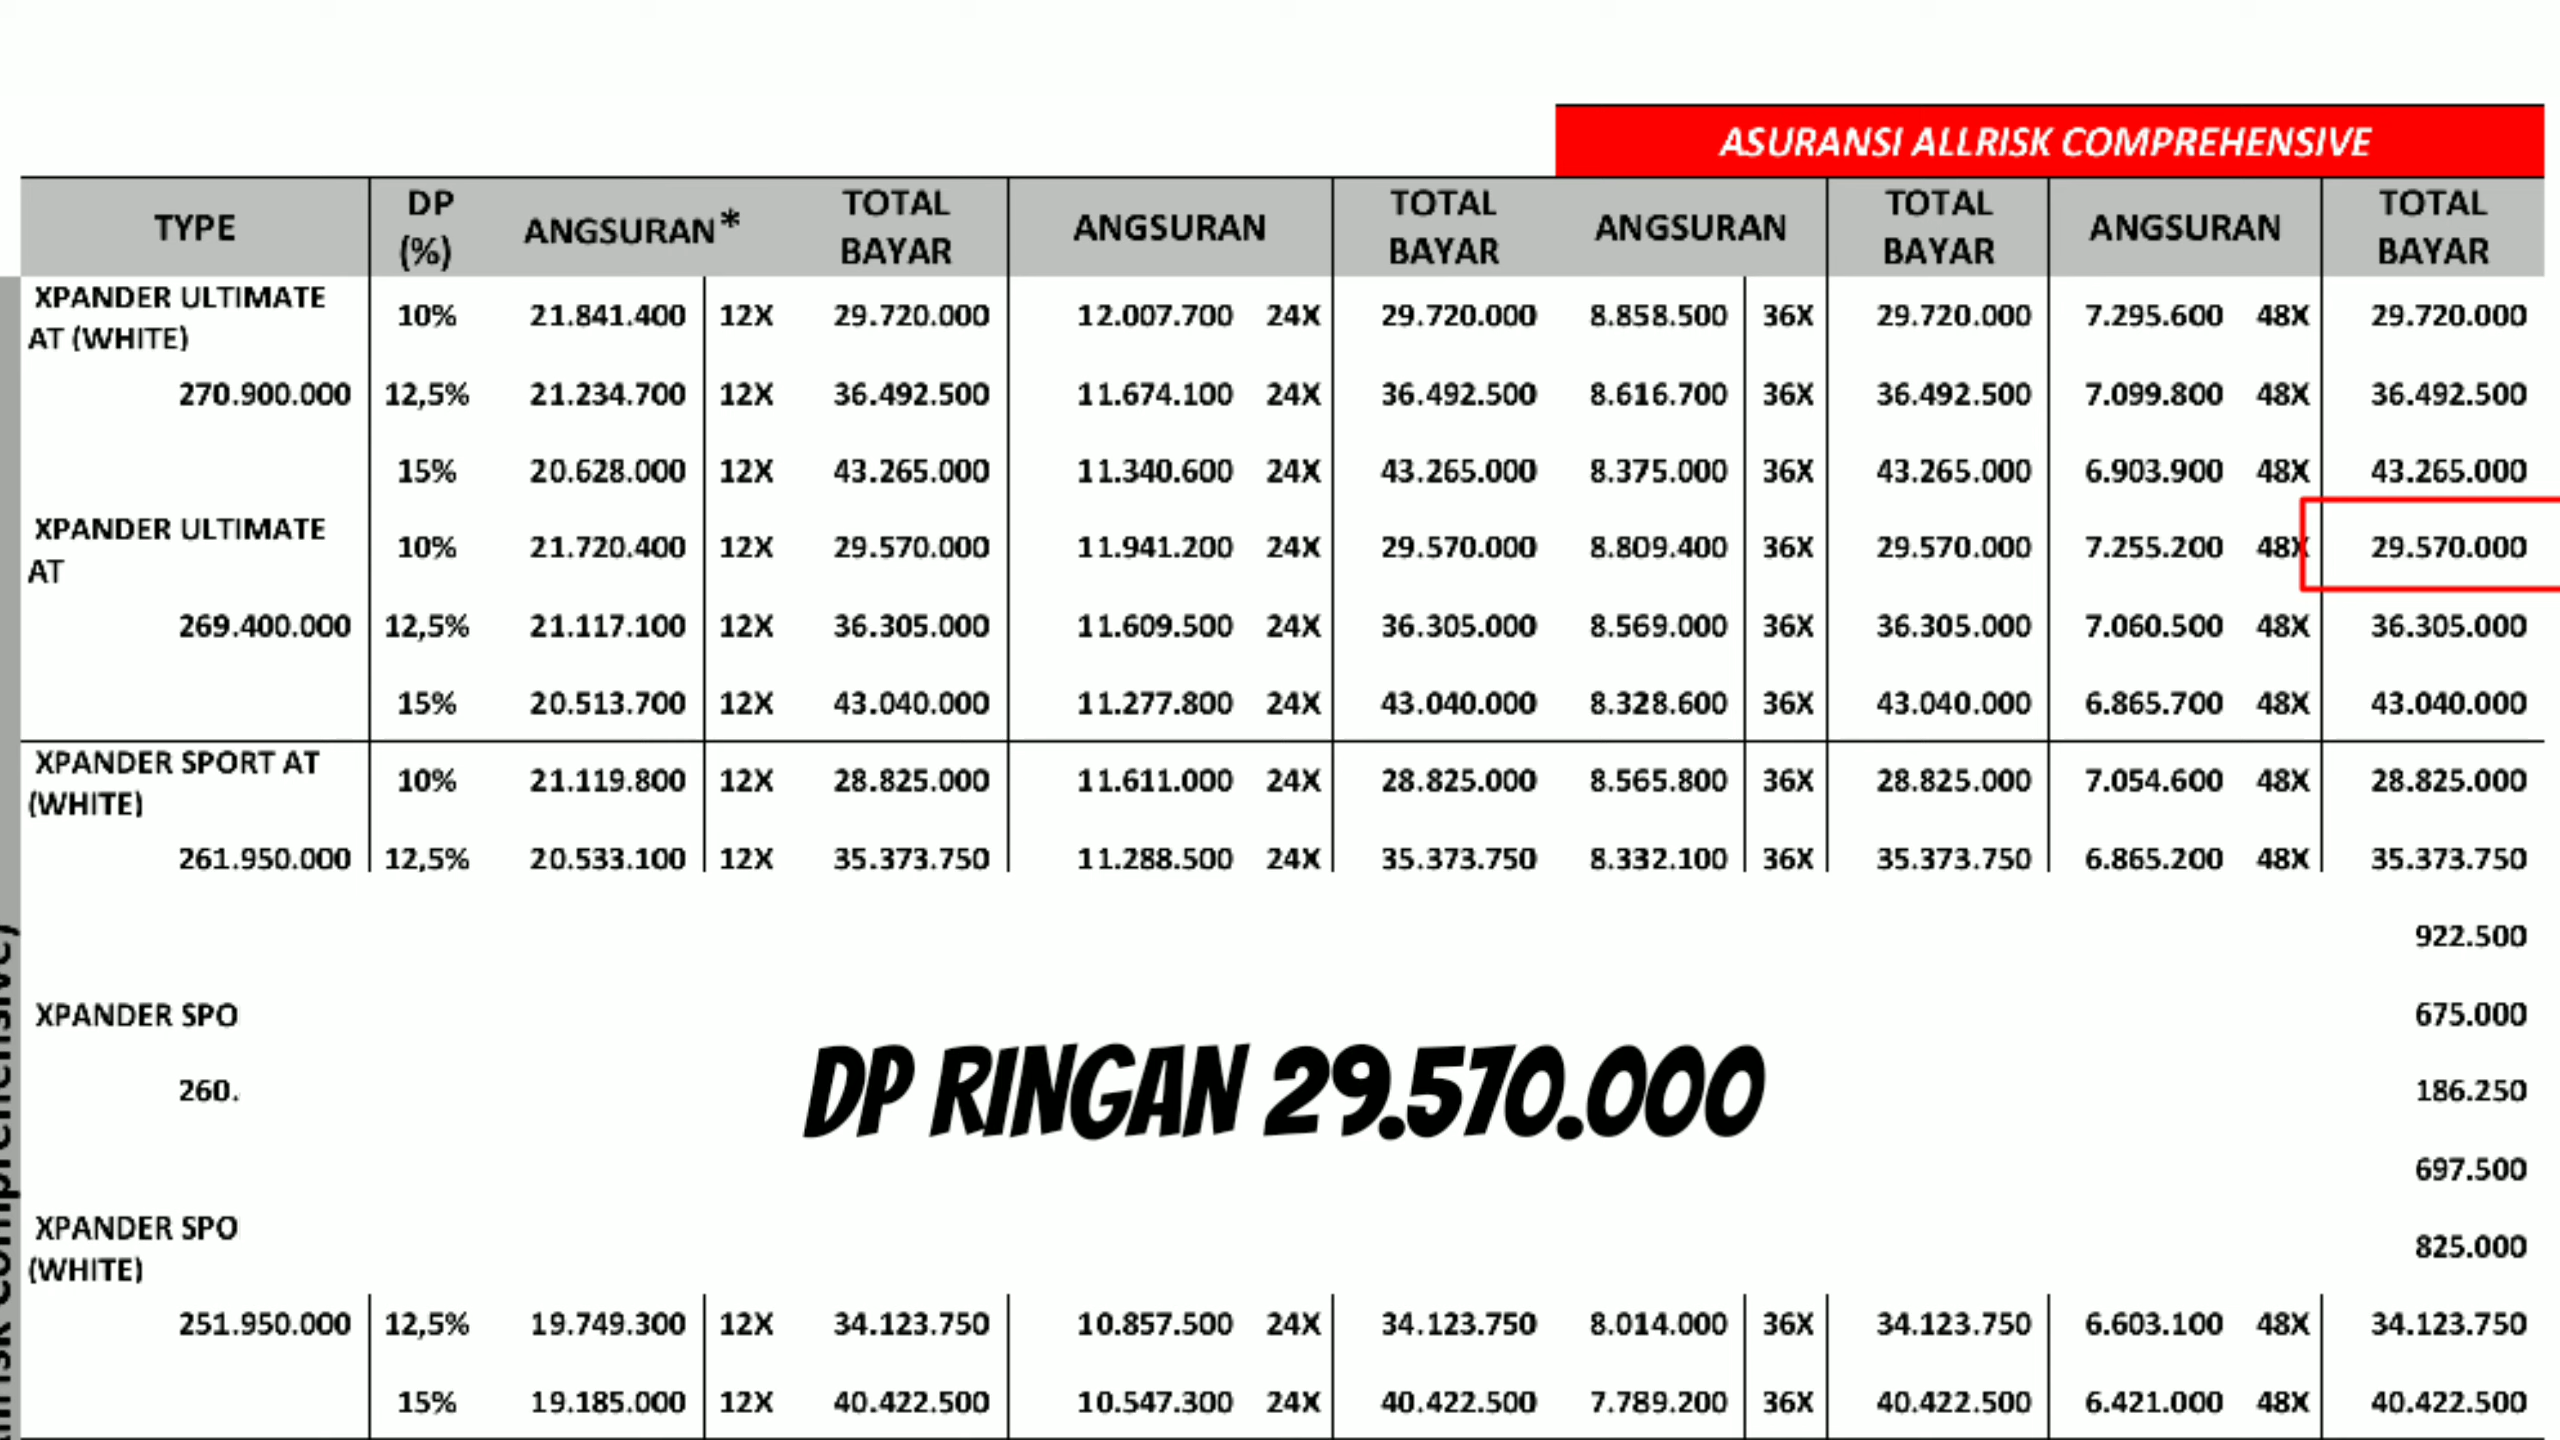 ASURANSI ALLRISK COMPREHENSIVE
TYPE DP (%) ANGSURAN* TOTAL BAYAR ANGSURAN TOTAL BAYAR ANGSURAN TOTAL BAYAR ANGSURAN TOTAL BAYAR
XPANDER ULTIMATE AT (WHITE) 10% 21.841.400 12X 29.720.000 12.007.700 24X 29.720.000 8.858.500 36X 29.720.000 7.295.600 48X 29.720.000
270.900.000 12,5% 21.234.700 12X 36.492.500 11.674.100 24X 36.492.500 8.616.700 36X 36.492.500 7.099.800 48X 36.492.500
15% 20.628.000 12X 43.265.000 11.340.600 24X 43.265.000 8.375.000 36X 43.265.000 6.903.900 48X 43.265.000
XPANDER ULTIMATE AT 10% 21.720.400 12X 29.570.000 11.941.200 24X 29.570.000 8.809.400 36X 29.570.000 7.255.200 48X 29.570.000
269.400.000 12,5% 21.117.100 12X 36.305.000 11.609.500 24X 36.305.000 8.569.000 36X 36.305.000 7.060.500 48X 36.305.000
15% 20.513.700 12X 43.040.000 11.277.800 24X 43.040.000 8.328.600 36X 43.040.000 6.865.700 48X 43.040.000
XPANDER SPORT AT (WHITE) 10% 21.119.800 12X 28.825.000 11.611.000 24X 28.825.000 8.565.800 36X 28.825.000 7.054.600 48X 28.825.000
261.950.000 12,5% 20.533.100 12X 35.373.750 11.288.500 24X 35.373.750 8.332.100 36X 35.373.750 6.865.200 48X 35.373.750
922.500
XPANDER SPO 675.000
260. 186.250
DP RINGAN 29.570.000
697.500
XPANDER SPO (WHITE) 825.000
251.950.000 12,5% 19.749.300 12X 34.123.750 10.857.500 24X 34.123.750 8.014.000 36X 34.123.750 6.603.100 48X 34.123.750
15% 19.185.000 12X 40.422.500 10.547.300 24X 40.422.500 7.789.200 36X 40.422.500 6.421.000 48X 40.422.500